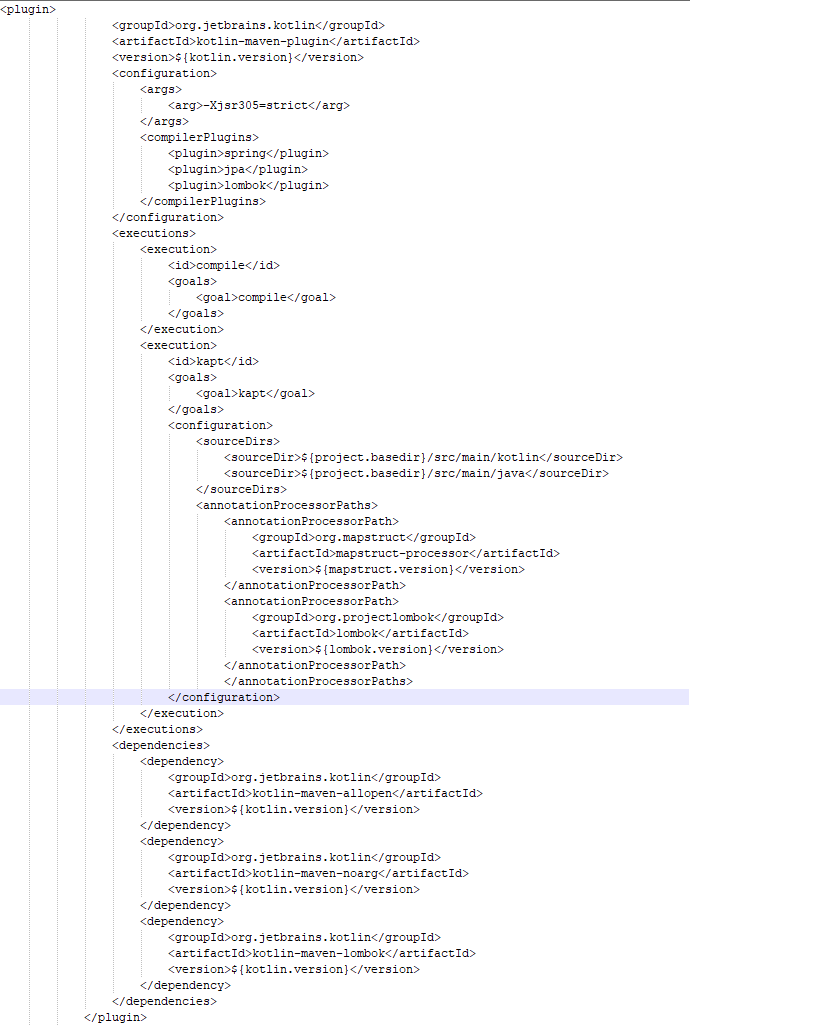 <plugin>
<groupId>org.jetbrains.kotlin</groupId>
<artifactId>kotlin-maven-plugin</artifactId>
<version>${kotlin.version}</version>
<configuration>
<args>
<arg>-Xjsr305=strict</arg>
</args>
<compilerPlugins>
<plugin>spring</plugin>
<plugin>jpa</plugin>
<plugin>lombok</plugin>
</compilerPlugins>
</configuration>
<executions>
<execution>
<id>compile</id>
<goals>
<goal>compile</goal>
</goals>
</execution>
<execution>
<id>kapt</id>
<goals>
<goal>kapt</goal>
</goals>
<configuration>
<sourceDirs>
<sourceDir>${project.basedir}/src/main/kotlin</sourceDir>
<sourceDir>${project.basedir}/src/main/java</sourceDir>
</sourceDirs>
<annotationProcessorPaths>
<annotationProcessorPath>
<groupId>org.mapstruct</groupId>
<artifactId>mapstruct-processor</artifactId>
<version>${mapstruct.version}</version>
</annotationProcessorPath>
<annotationProcessorPath>
<groupId>org.projectlombok</groupId>
<artifactId>lombok</artifactId>
<version>${lombok.version}</version>
</annotationProcessorPath>
</annotationProcessorPaths>
</configuration>
</execution>
</executions>
<dependencies>
<dependency>
<groupId>org.jetbrains.kotlin</groupId>
<artifactId>kotlin-maven-allopen</artifactId>
<version>${kotlin.version}</version>
</dependency>
<dependency>
<groupId>org.jetbrains.kotlin</groupId>
<artifactId>kotlin-maven-noarg</artifactId>
<version>${kotlin.version}</version>
</dependency>
<dependency>
<groupId>org.jetbrains.kotlin</groupId>
<artifactId>kotlin-maven-lombok</artifactId>
<version>${kotlin.version}</version>
</dependency>
</dependencies>
</plugin>